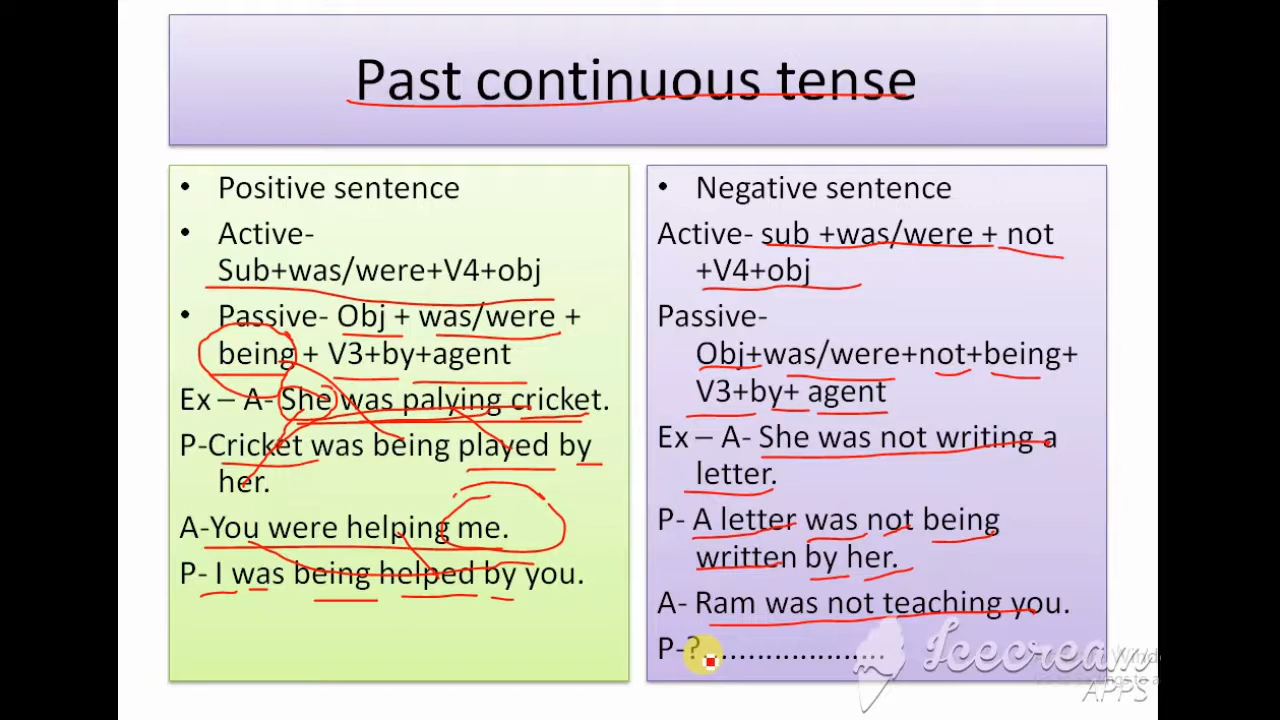 Past continuous tense
• Positive sentence
• Active-
Sub+was/were+V4+obj
• Passive- Obj + was/were +
being + V3+by+agent
Ex – A- She was palying cricket.
P-Cricket was being played by
her.
A-You were helping me.
P- I was being helped by you.
• Negative sentence
Active- sub +was/were + not
+V4+obj
Passive-
Obj+was/were+not+being+
V3+by+ agent
Ex – A- She was not writing a
letter.
P- A letter was not being
written by her.
A- Ram was not teaching you.
P-?.....................
Icecream
APPS